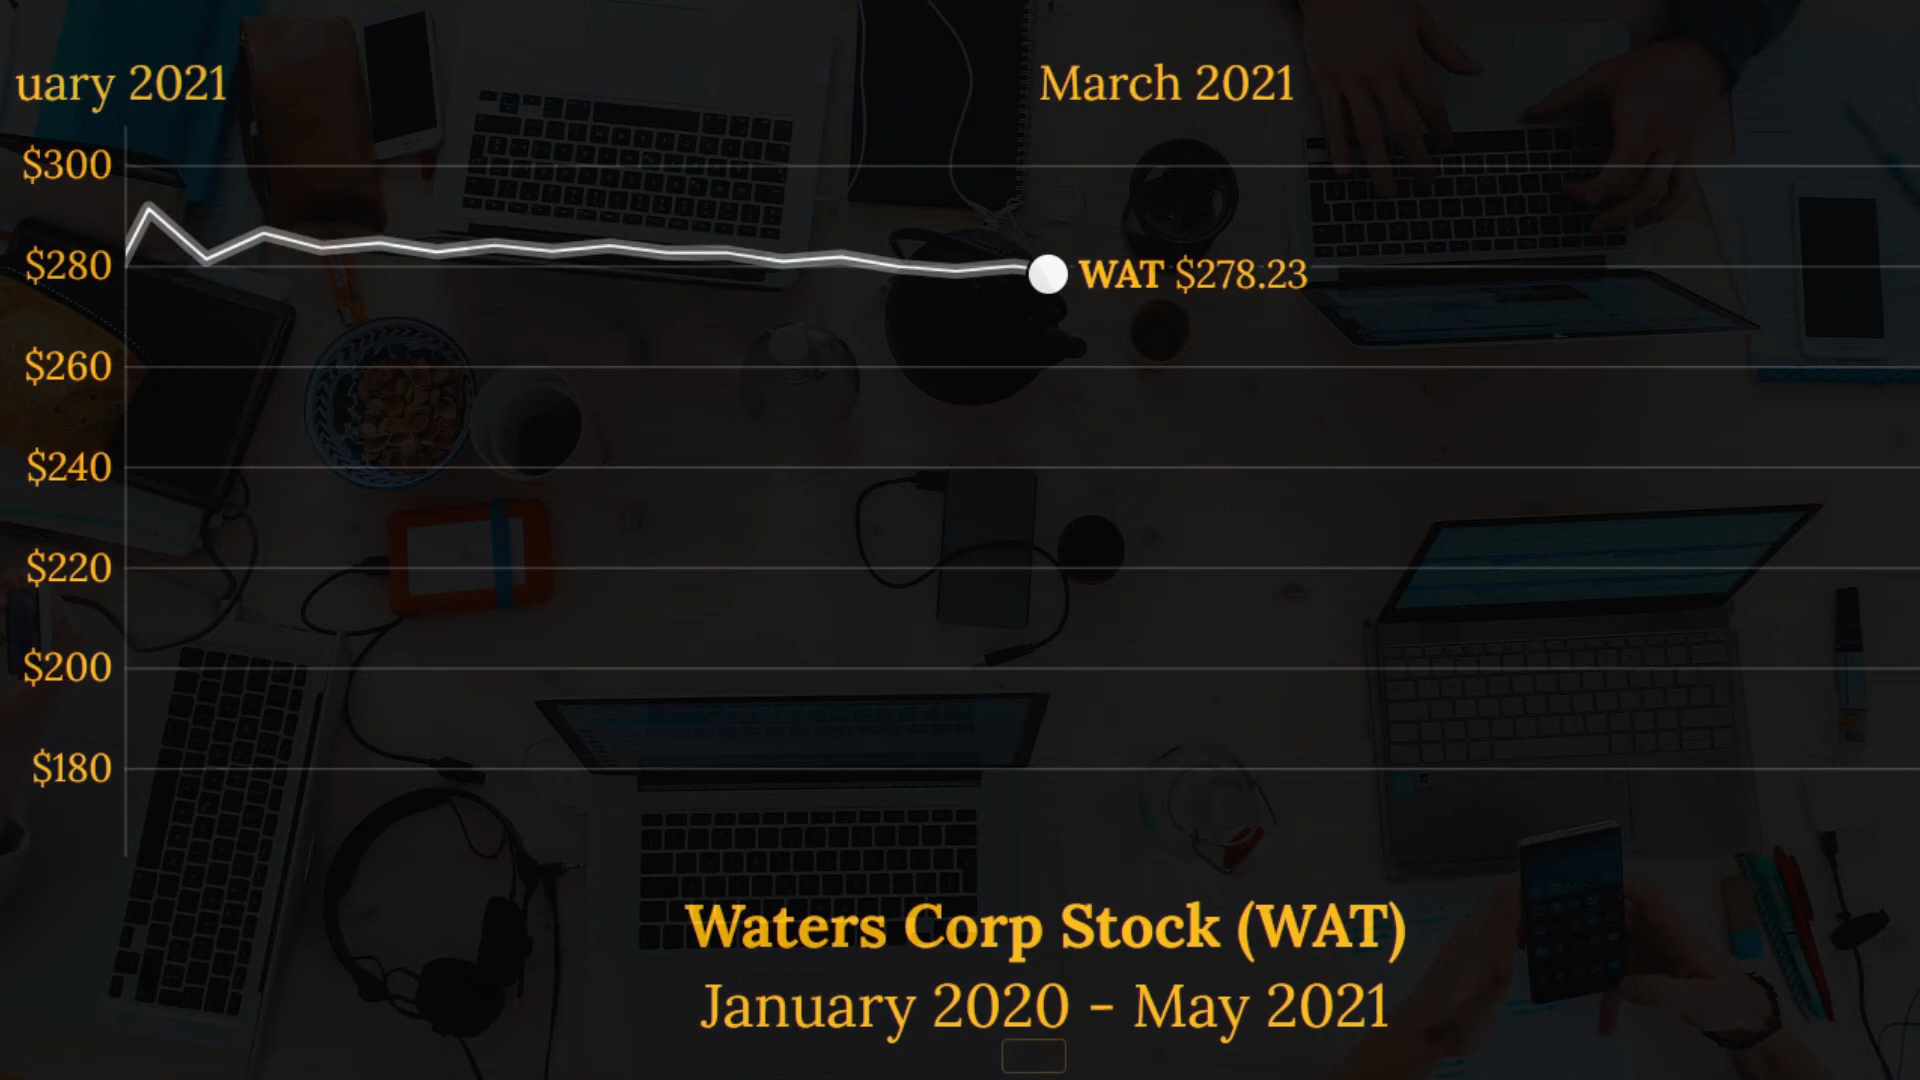 uary 2021
March 2021
$300
$280
WAT $278.23
$260
$240
$220
$200
$180
Waters Corp Stock (WAT)
January 2020 - May 2021